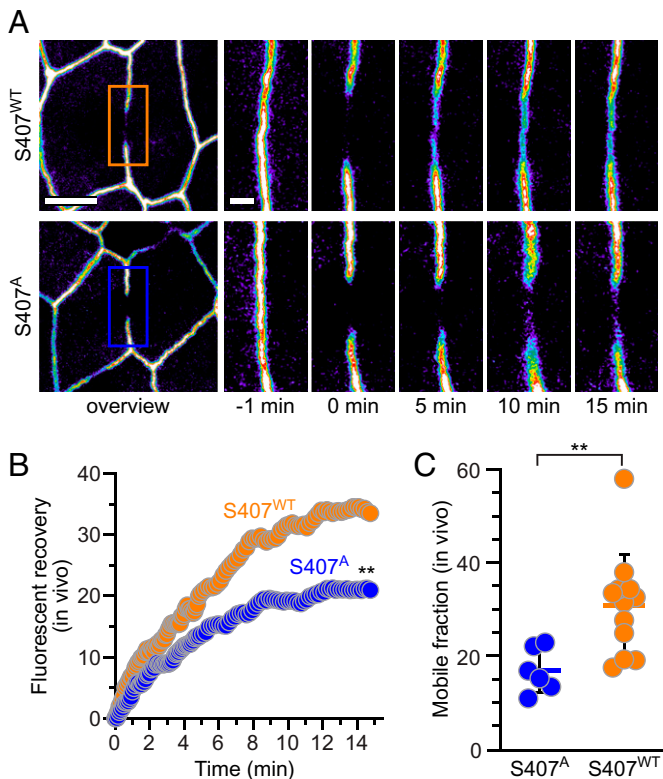 A
S407WT
S407A
overview
-1 min
0 min
5 min
10 min
15 min
B
Fluorescent recovery
(in vivo)
40
30
20
10
0
S407WT
S407A
**
0 2 4 6 8 10 12 14
Time (min)
C
Mobile fraction (in vivo)
60
40
20
0
**
S407A
S407WT